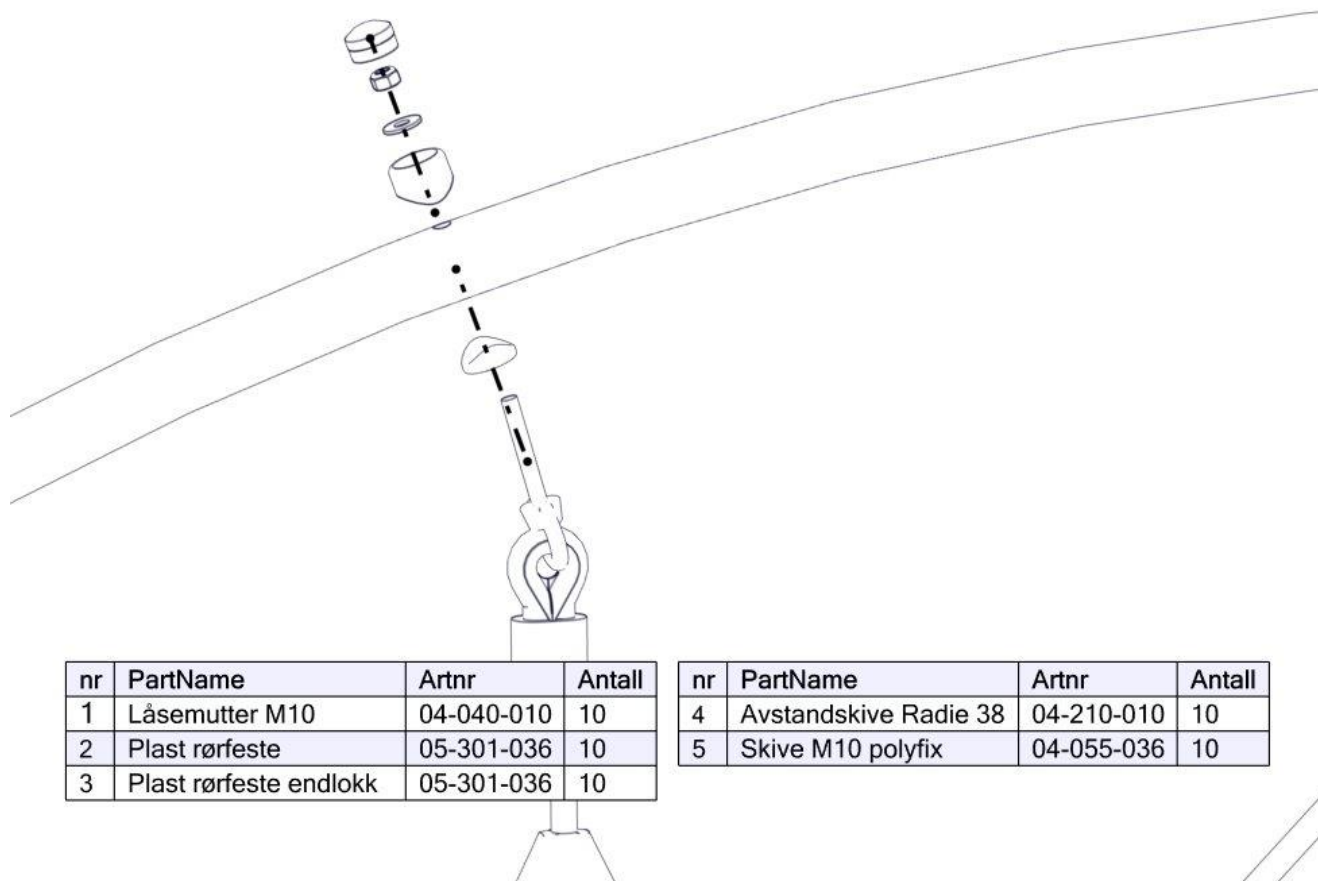 nr PartName Artnr Antall
1 Låsemutter M10 04-040-010 10
2 Plast rørfeste 05-301-036 10
3 Plast rørfeste endlokk 05-301-036 10
nr PartName Artnr Antall
4 Avstandskive Radie 38 04-210-010 10
5 Skive M10 polyfix 04-055-036 10